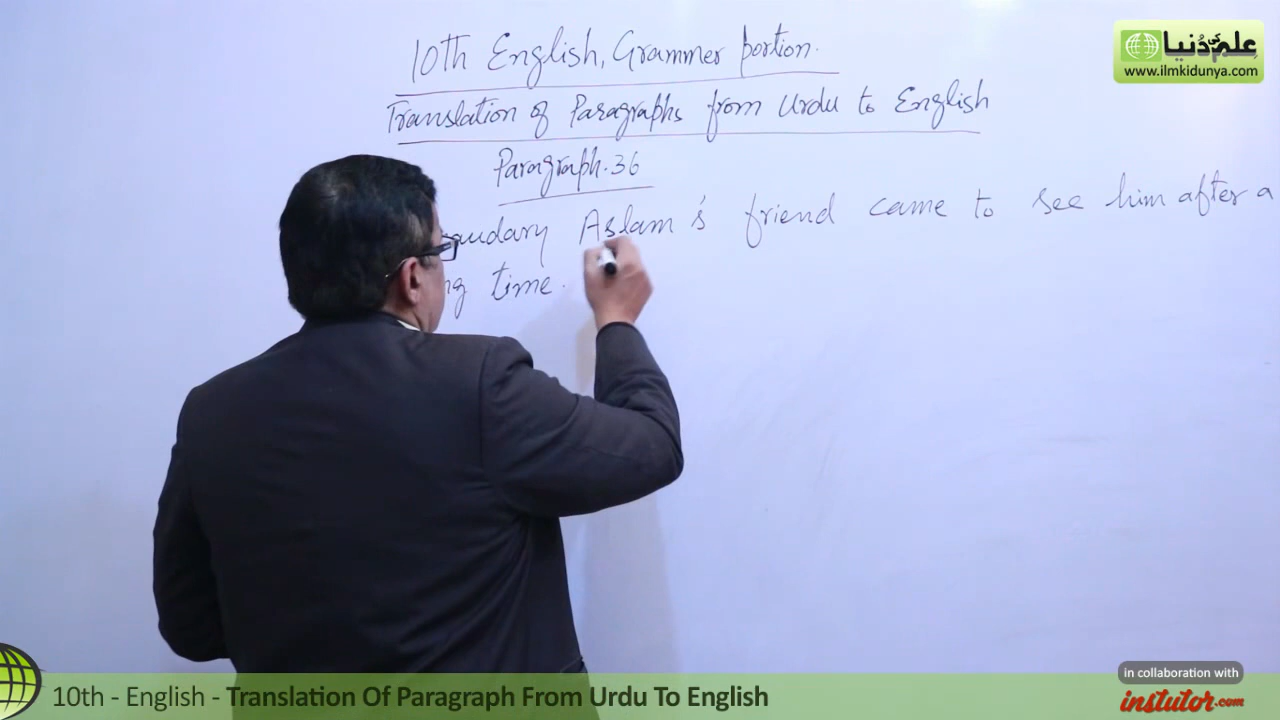 10th English, Grammer portion.
Translation of Paragraphs from Urdu to English
Paragraph.36
Aslam's friend came to see him after a
time.
علم کی دُنیا
www.ilmkidunya.com
10th - English - Translation Of Paragraph From Urdu To English
in collaboration with
instutor.com